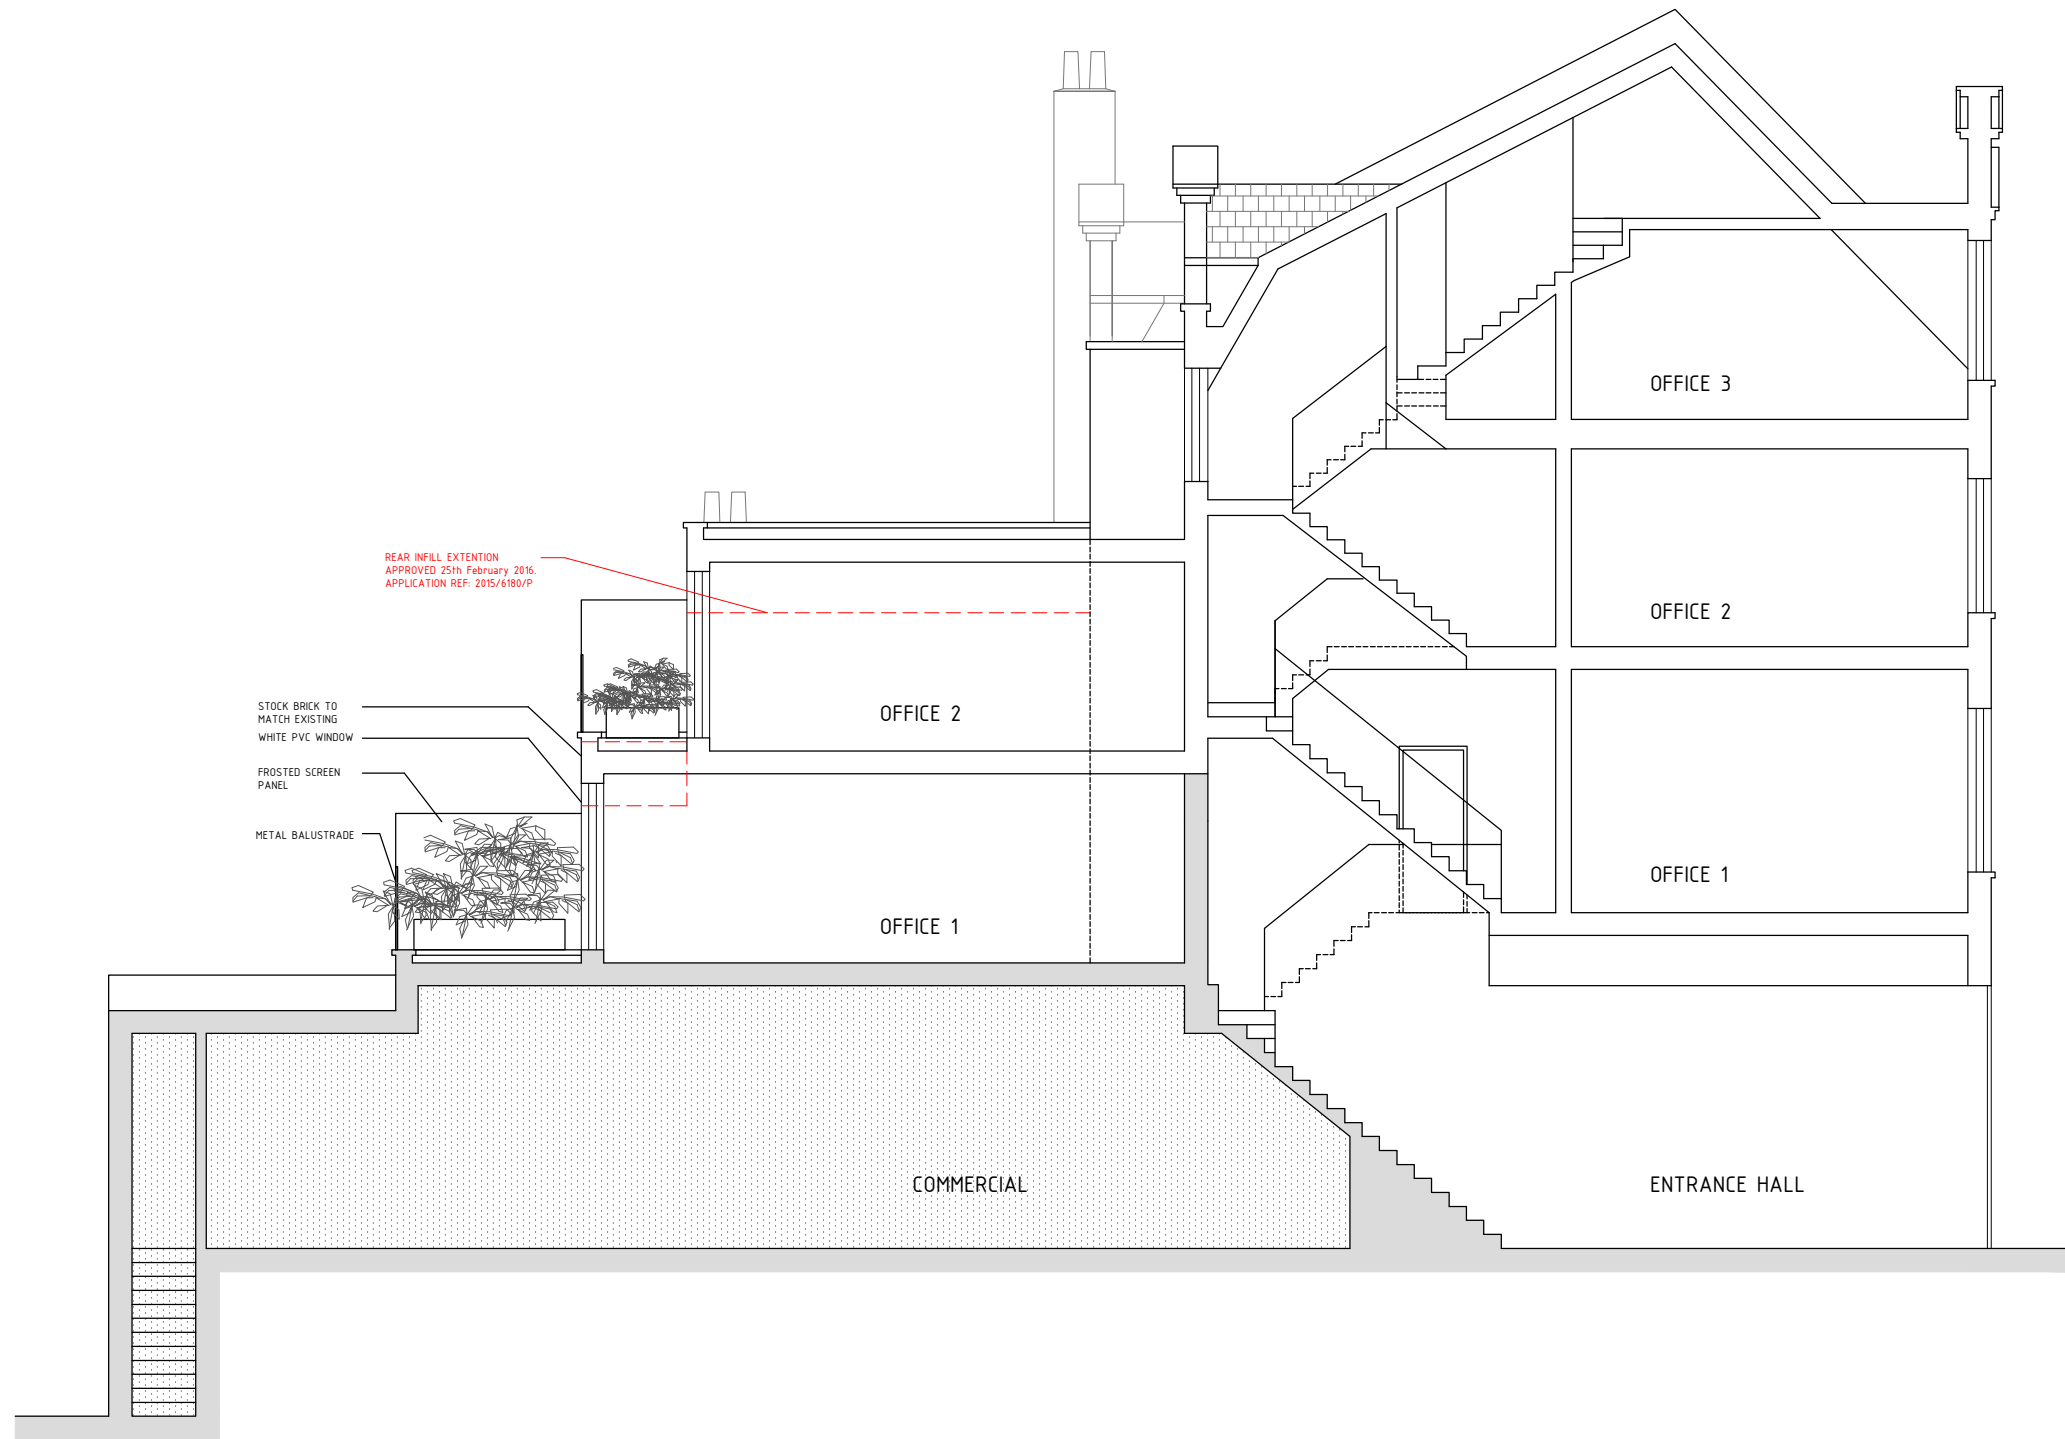 OFFICE 3
REAR INFILL EXTENTION
APPROVED 25th February 2016.
APPLICATION REF: 2015/6180/P
OFFICE 2
STOCK BRICK TO
MATCH EXISTING
OFFICE 2
WHITE PVC WINDOW
FROSTED SCREEN
PANEL
METAL BALUSTRADE
OFFICE 1
OFFICE 1
COMMERCIAL
ENTRANCE HALL